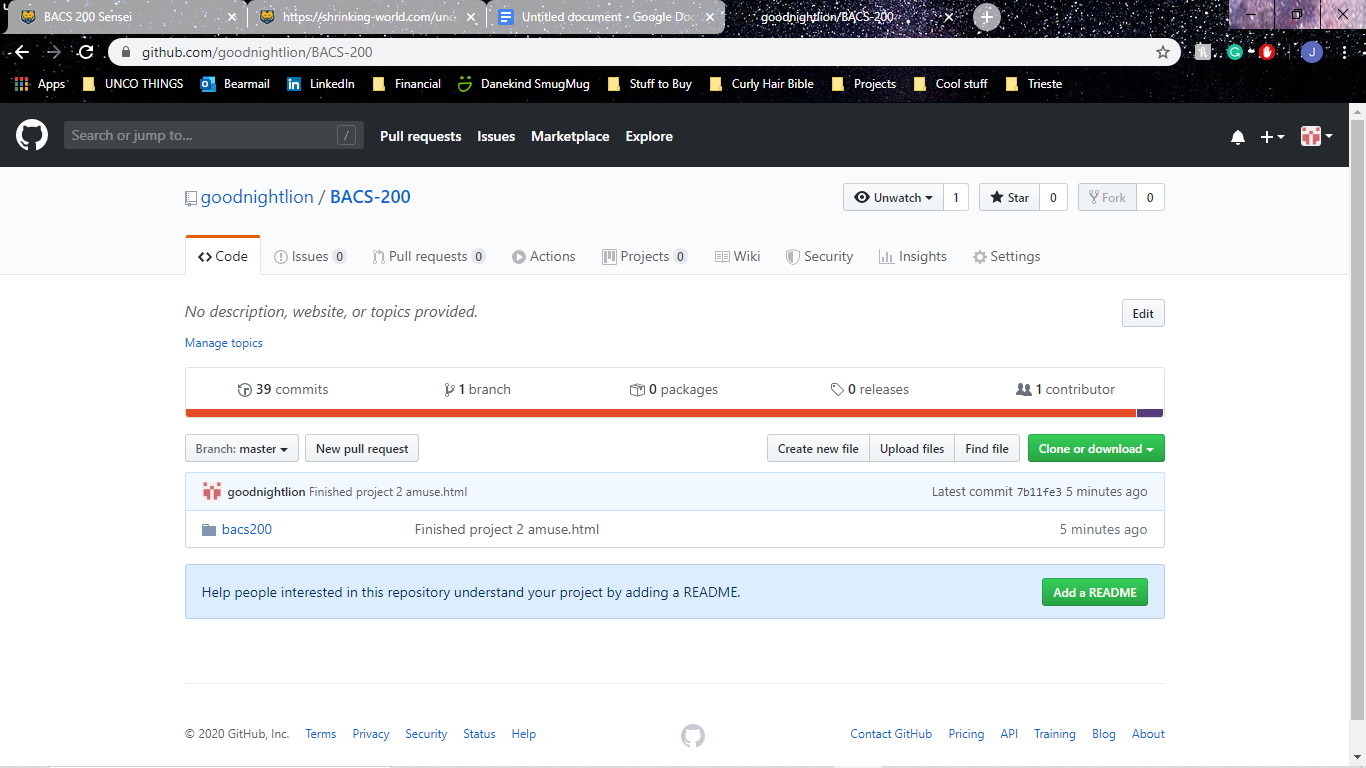 BACS 200 Sensei
https://shrinking-world.com/unc
Untitled document - Google Doc
goodnightlion/BACS-200
github.com/goodnightlion/BACS-200
J
Apps UNCO THINGS Bearmail LinkedIn Financial Danekind SmugMug Stuff to Buy Curly Hair Bible Projects Cool stuff Trieste
Search or jump to... / Pull requests Issues Marketplace Explore
goodnightlion / BACS-200 Unwatch 1 Star 0 Fork 0
Code Issues 0 Pull requests 0 Actions Projects 0 Wiki Security Insights Settings
No description, website, or topics provided. Edit
Manage topics
39 commits 1 branch 0 packages 0 releases 1 contributor
Branch: master New pull request Create new file Upload files Find file Clone or download
goodnightlion Finished project 2 amuse.html Latest commit 7b11fe3 5 minutes ago
bacs200 Finished project 2 amuse.html 5 minutes ago
Help people interested in this repository understand your project by adding a README. Add a README
© 2020 GitHub, Inc. Terms Privacy Security Status Help Contact GitHub Pricing API Training Blog About